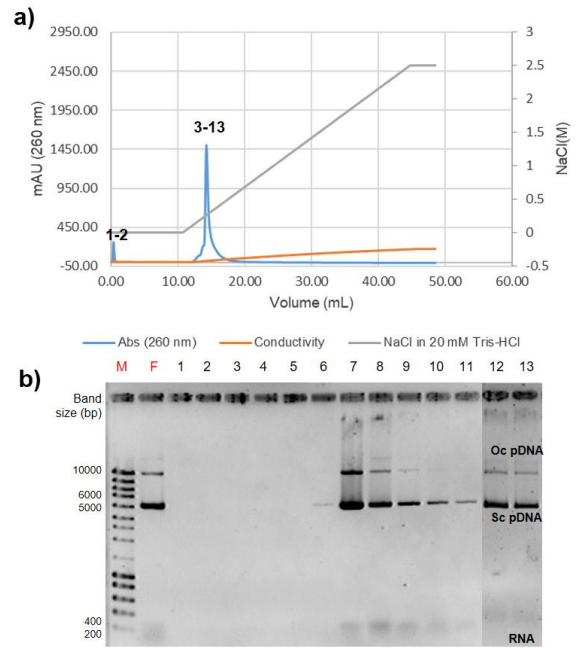 a)
2950.00
2450.00
1950.00
1450.00
950.00
450.00
-50.00
mAU (260 nm)
3-13
1-2
3
2.5
2
1.5
1
0.5
0
-0.5
NaCl(M)
0.00 10.00 20.00 30.00 40.00 50.00 60.00
Volume (mL)
Abs (260 nm) Conductivity NaCl in 20 mM Tris-HCl
M F 1 2 3 4 5 6 7 8 9 10 11 12 13
b)
Band
size (bp)
10000
6000
5000
400
200
Oc pDNA
Sc pDNA
RNA